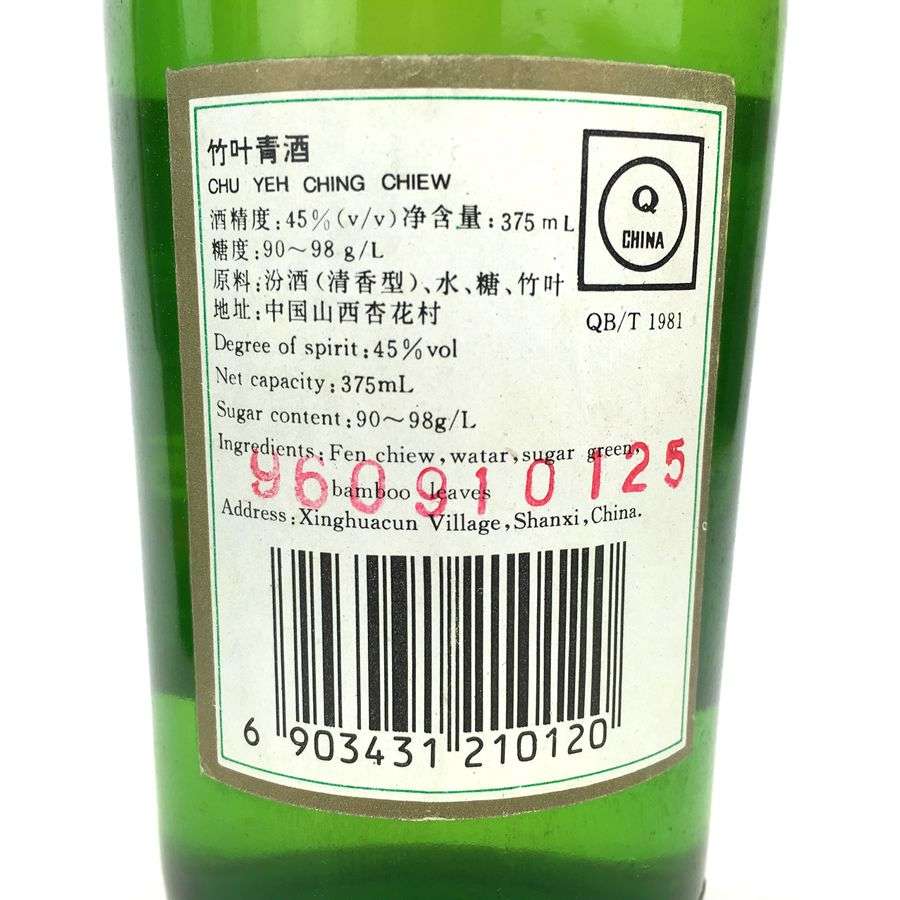 竹叶青酒
CHU YEH CHING CHIEW
酒精度:45%(v/v)净含量:375mL
糖度:90～98 g/L
原料:汾酒(清香型)、水、糖、竹叶
地址:中国山西杏花村
Q
CHINA
QB/T 1981
Degree of spirit:45%vol
Net capacity:375mL
Sugar content:90～98g/L
Ingredients:Fen chiew,watar,sugar green,
960910125
bamboo leaves
Address:Xinghuacun Village,Shanxi,China.
6 903431 210120